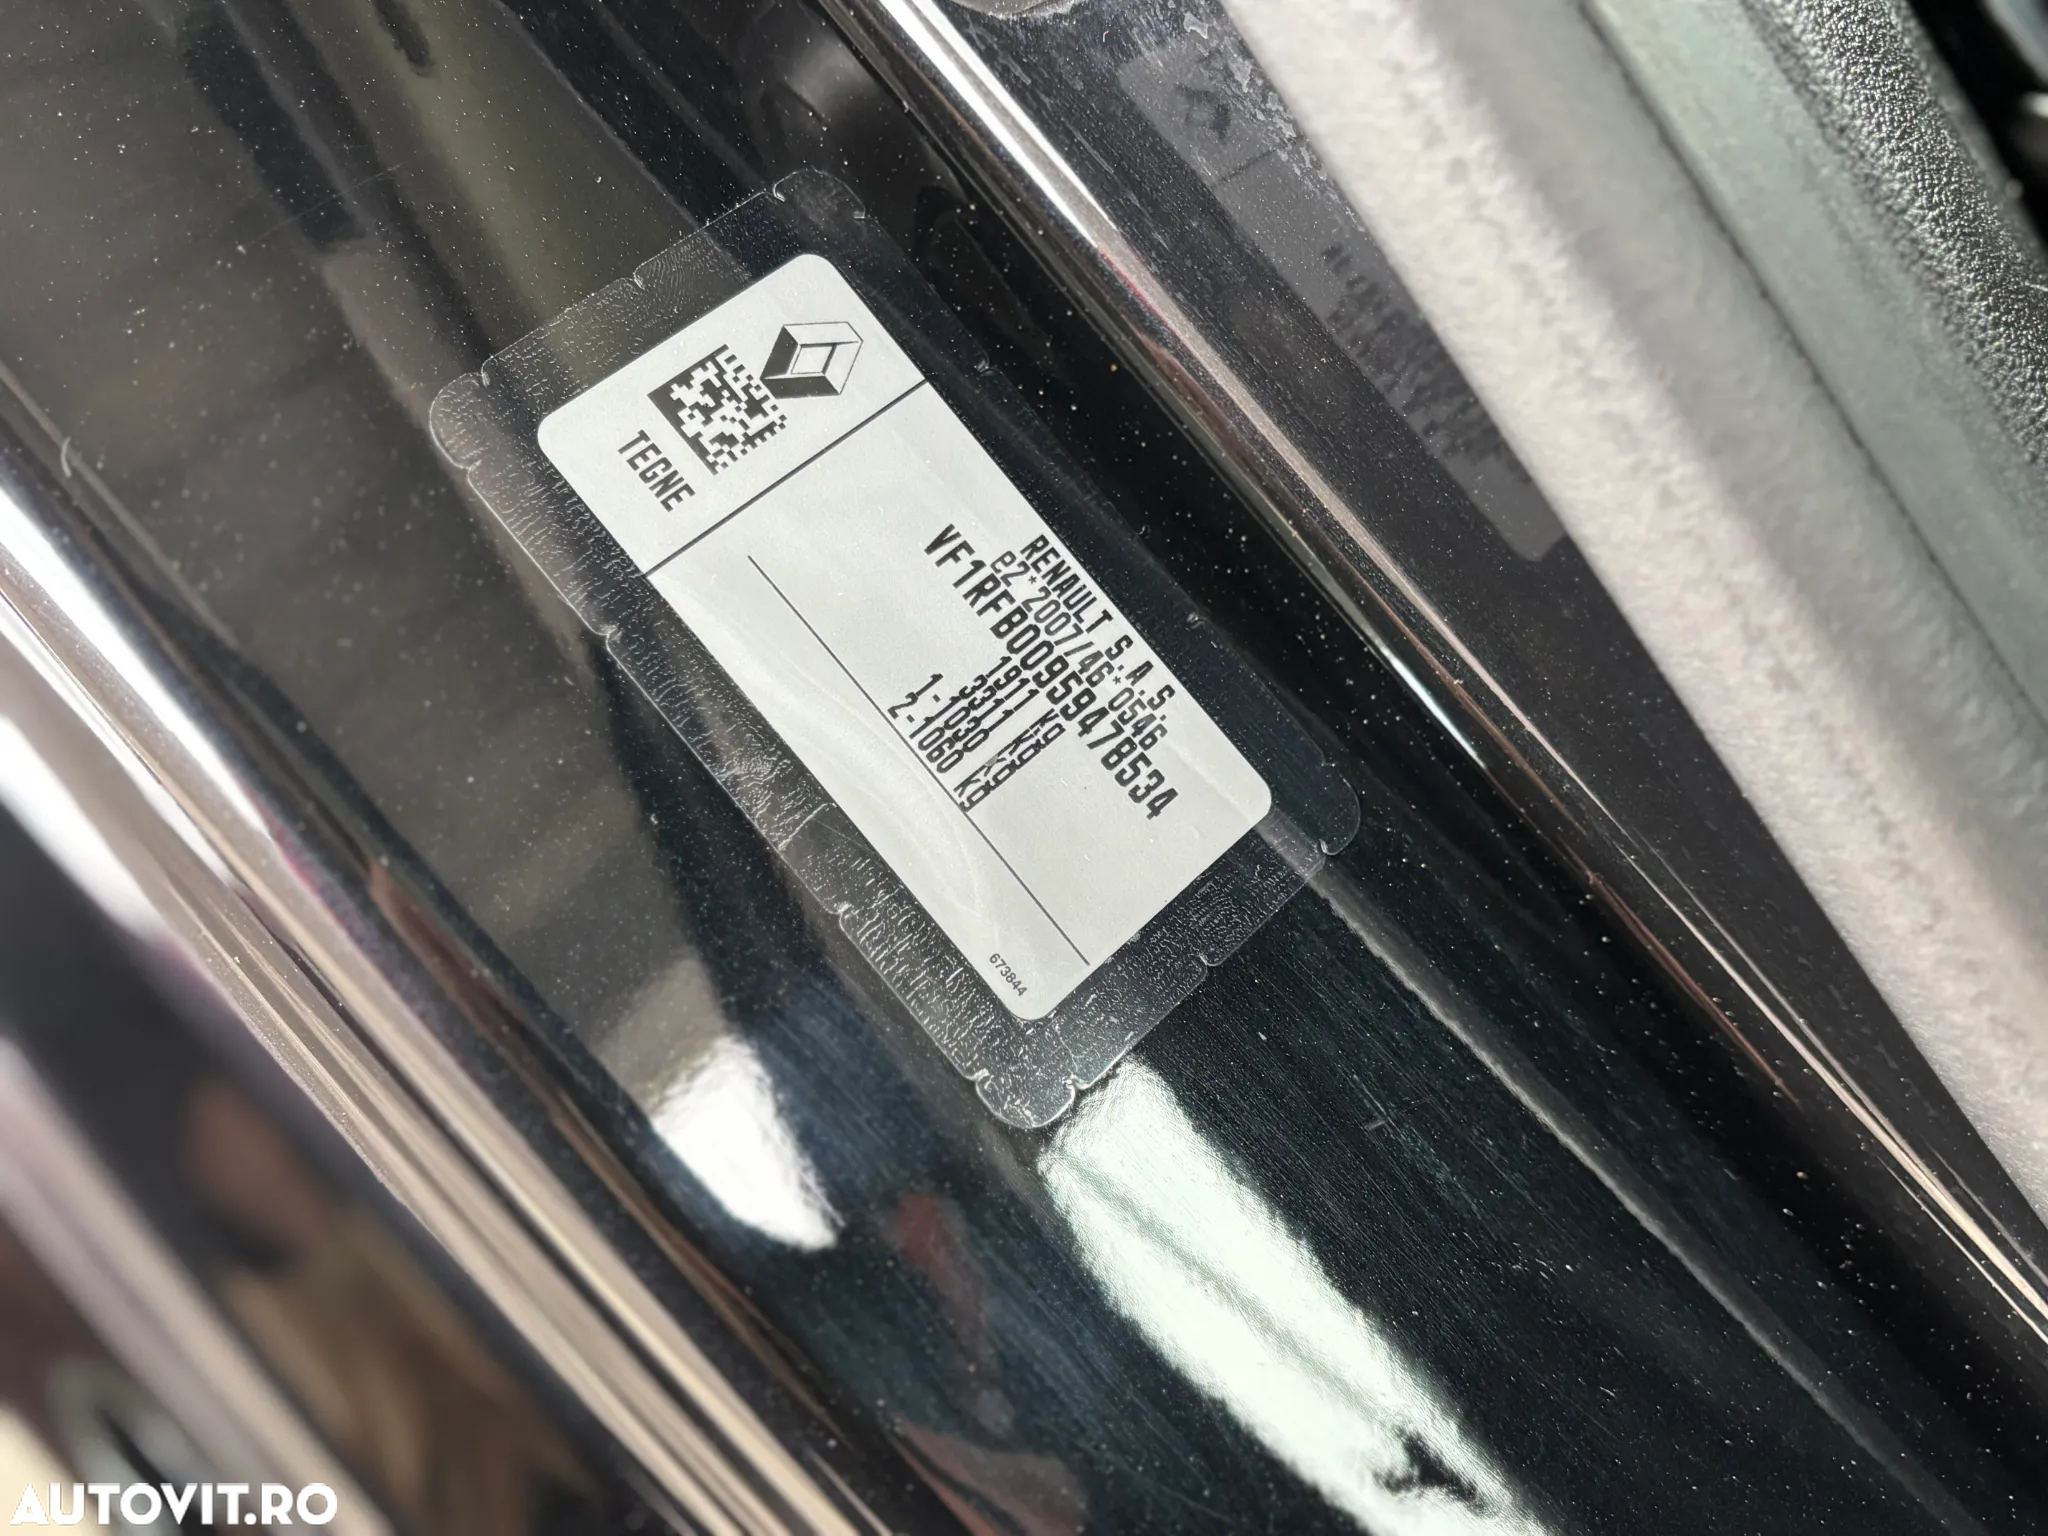 TEGNE
RENAULT S.A.S.
e2*2007/46*0546
VF1RFB00959478534
1911 kg
3311 kg
1- 1030 kg
2-1060 kg
673844
AUTOVIT.RO